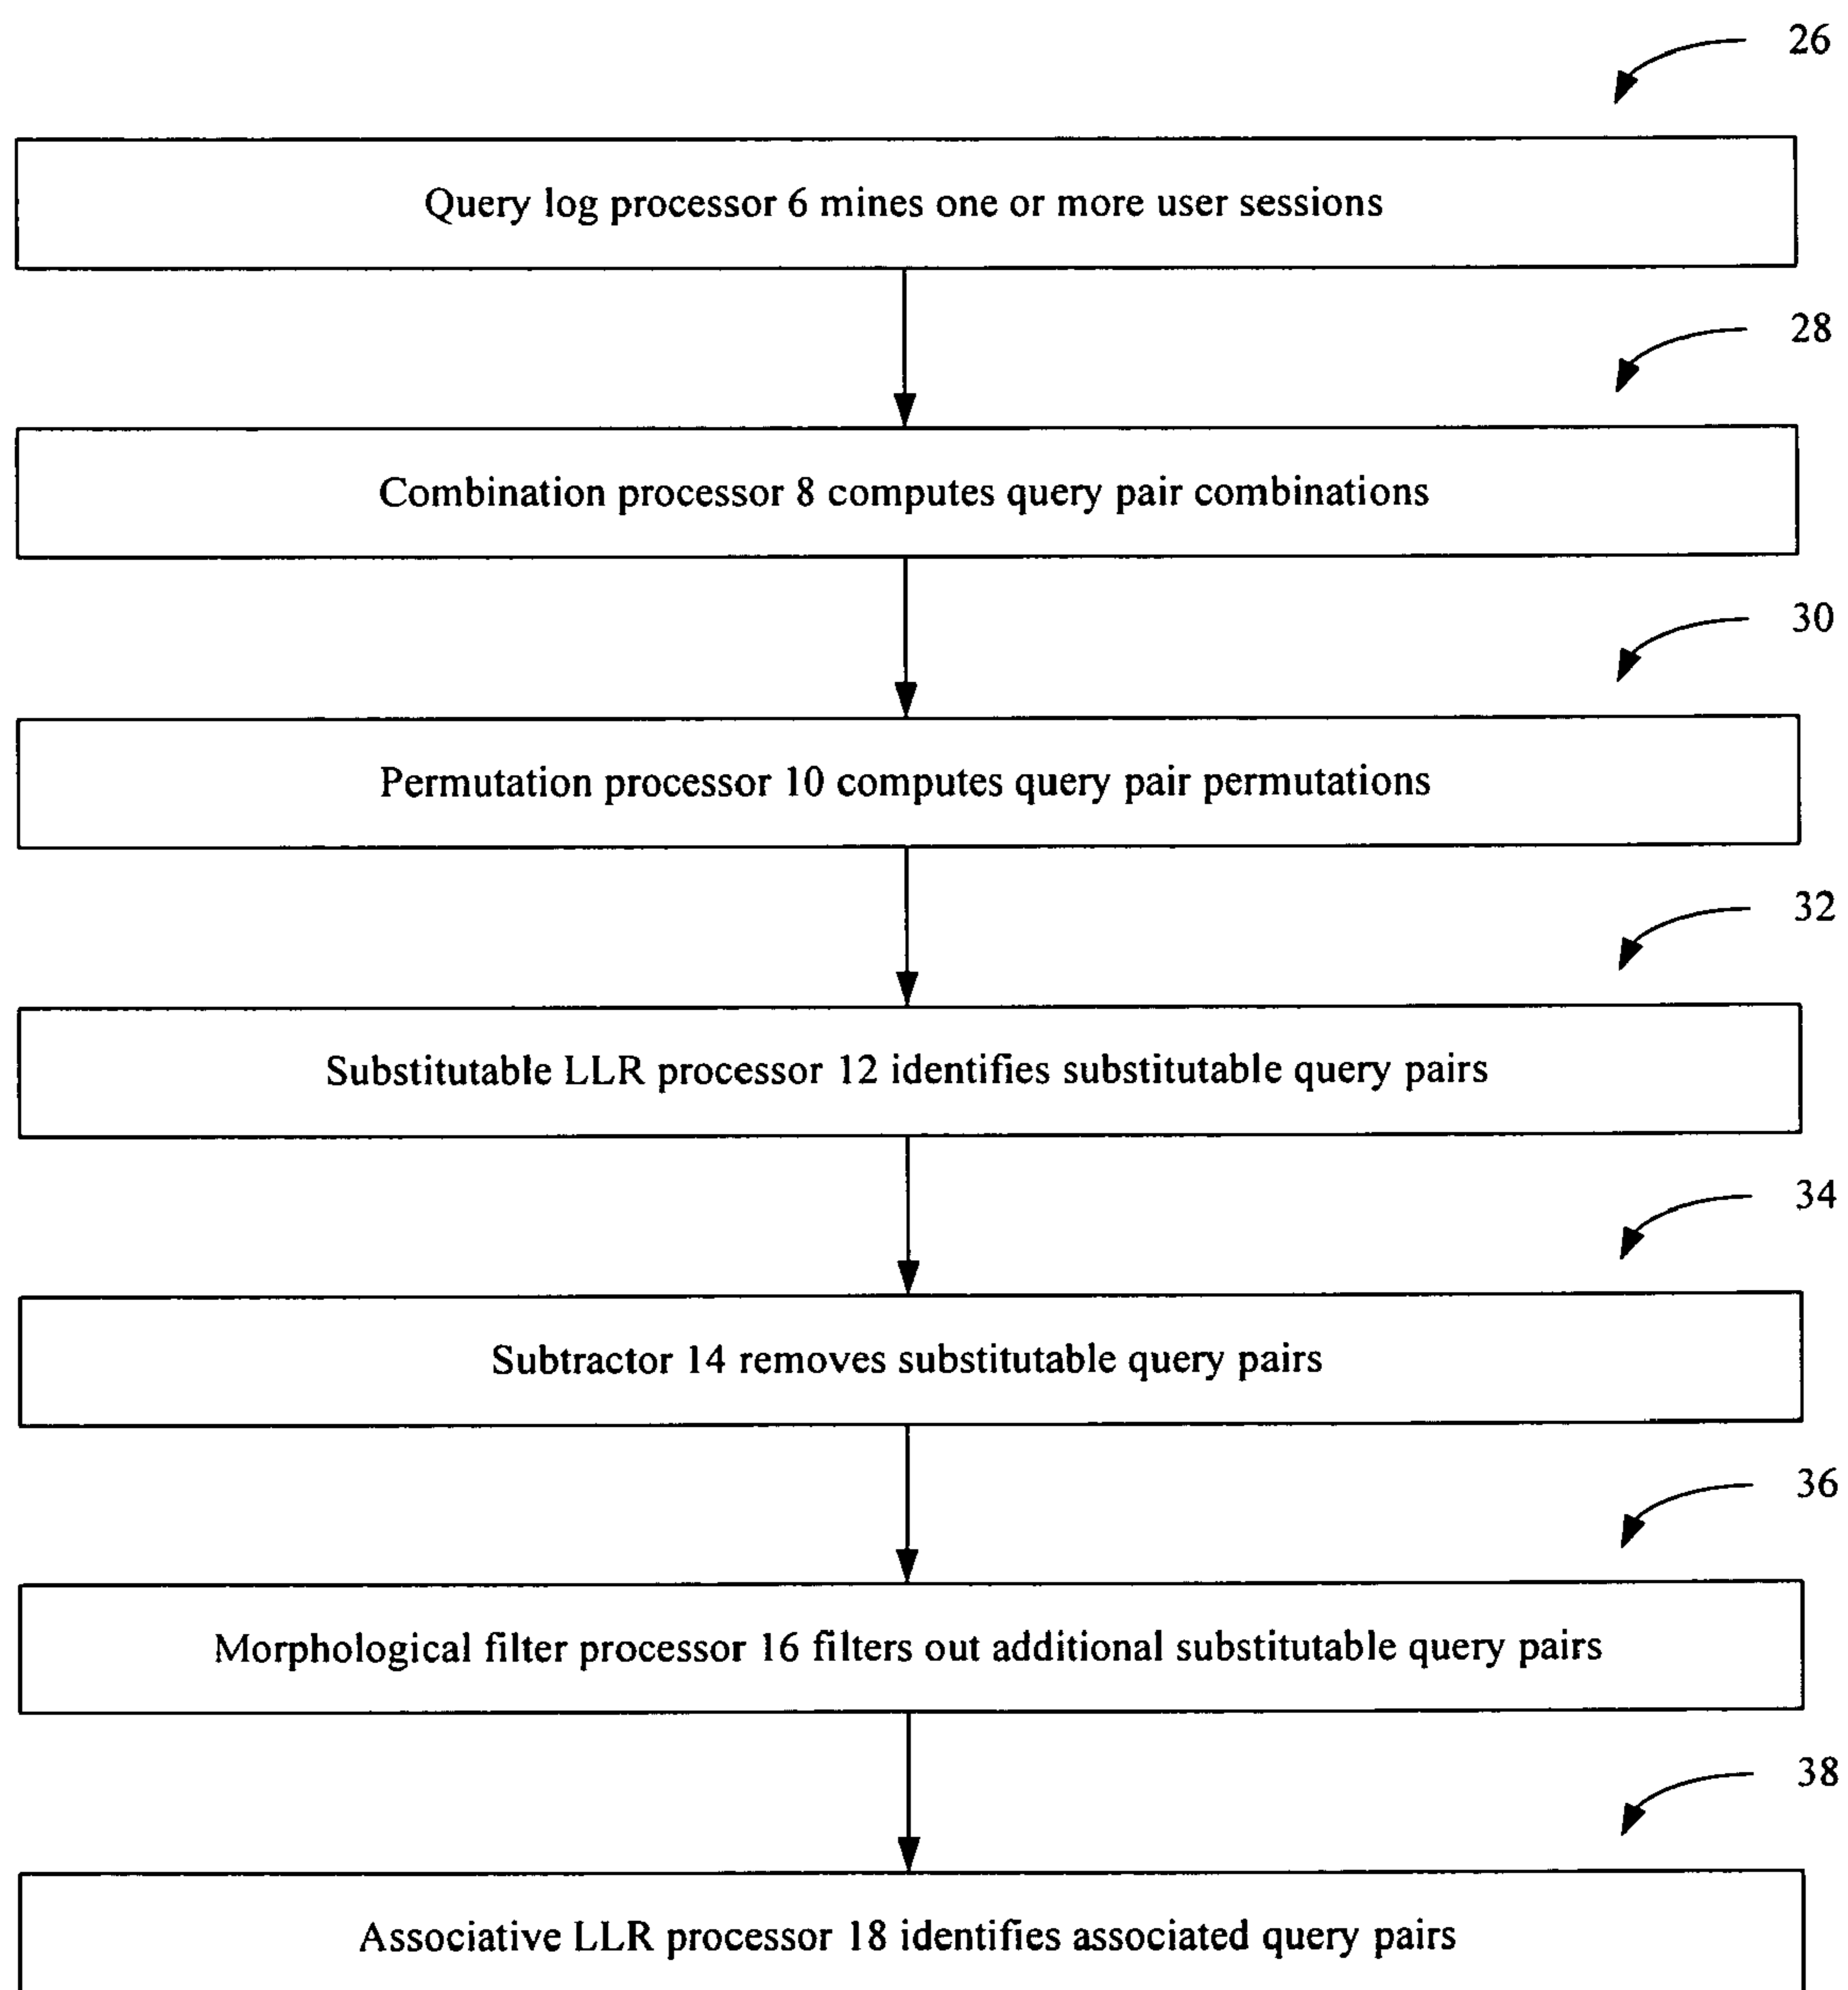 26
Query log processor 6 mines one or more user sessions
28
Combination processor 8 computes query pair combinations
30
Permutation processor 10 computes query pair permutations
32
Substitutable LLR processor 12 identifies substitutable query pairs
34
Subtractor 14 removes substitutable query pairs
36
Morphological filter processor 16 filters out additional substitutable query pairs
38
Associative LLR processor 18 identifies associated query pairs